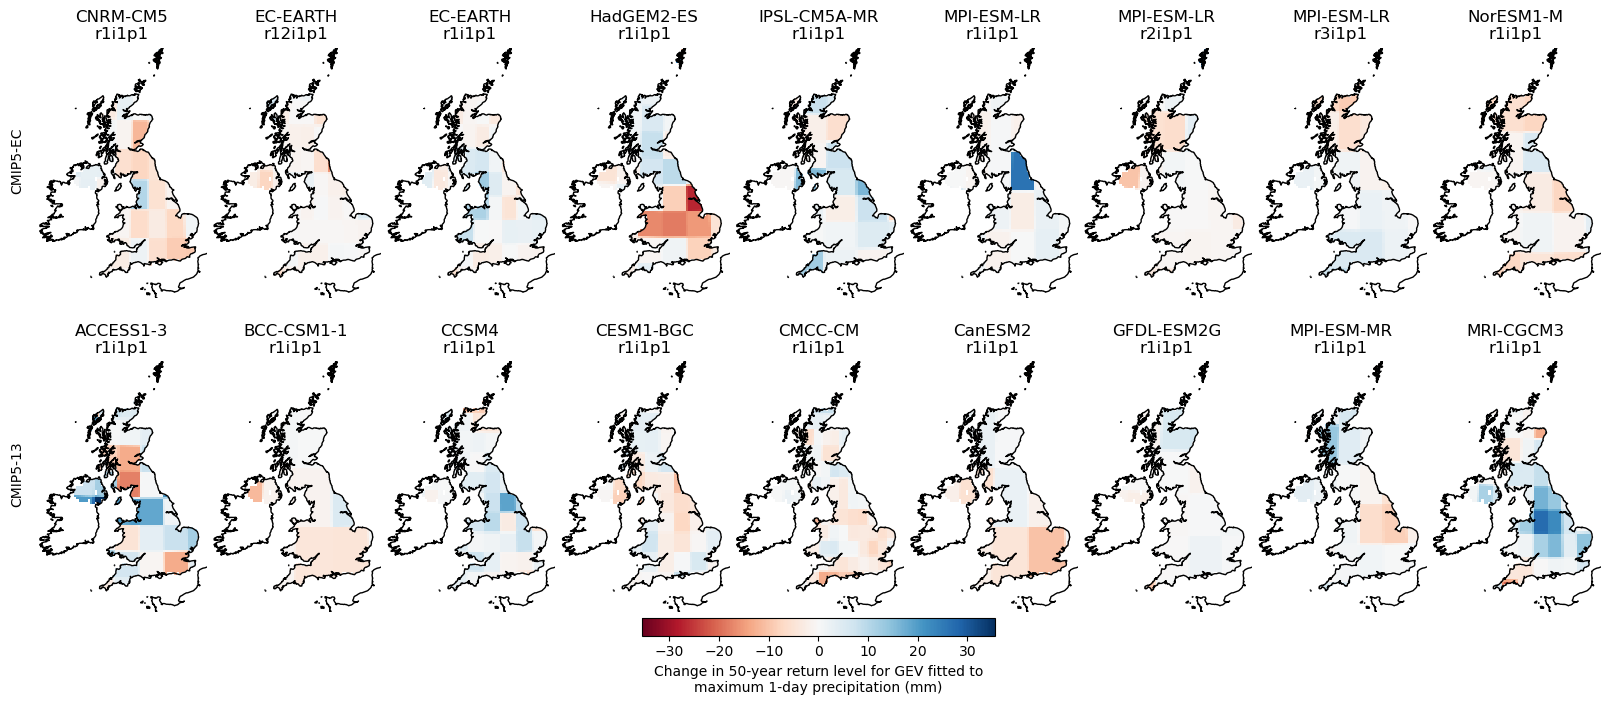 CNRM-CM5
r1i1p1
EC-EARTH
r12i1p1
EC-EARTH
r1i1p1
HadGEM2-ES
r1i1p1
IPSL-CM5A-MR
r1i1p1
MPI-ESM-LR
r1i1p1
MPI-ESM-LR
r2i1p1
MPI-ESM-LR
r3i1p1
NorESM1-M
r1i1p1
CMIP5-EC
ACCESS1-3
r1i1p1
BCC-CSM1-1
r1i1p1
CCSM4
r1i1p1
CESM1-BGC
r1i1p1
CMCC-CM
r1i1p1
CanESM2
r1i1p1
GFDL-ESM2G
r1i1p1
MPI-ESM-MR
r1i1p1
MRI-CGCM3
r1i1p1
CMIP5-13
−30 −20 −10 0 10 20 30
Change in 50-year return level for GEV fitted to
maximum 1-day precipitation (mm)